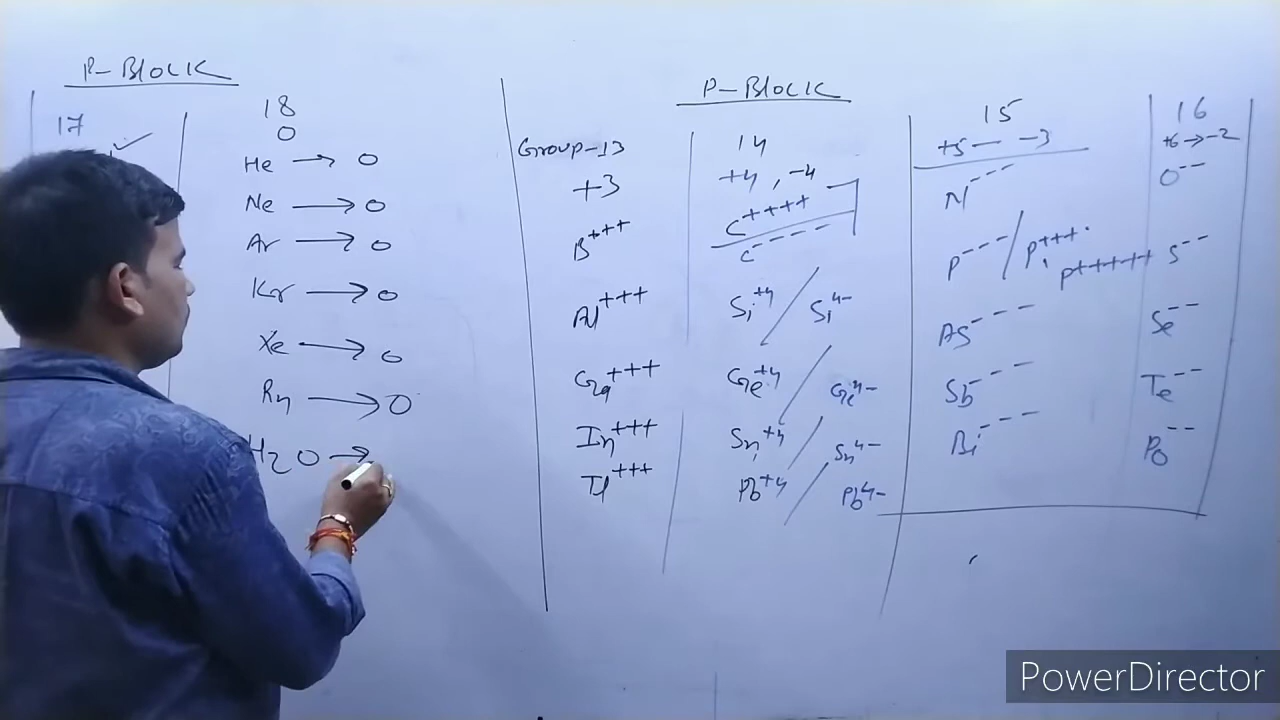 P-BLOCK
17
18
0
He → 0
Ne → 0
Ar → 0
Kr → 0
Xe → 0
Rn → 0
H2O →
P-BLOCK
Group-13
+3
B+++
Al+++
Ga+++
In+++
Tl+++
14
+4, -4
C++++
C----
Si+4 / Si4-
Ge+4 / Ge4-
Sn+4 / Sn4-
Pb+4 / Pb4-
15
+5 — -3
N---
P--- / P+++ P+++++
As---
Sb---
Bi---
16
+6 → -2
O--
S--
Se--
Te--
Po--
PowerDirector